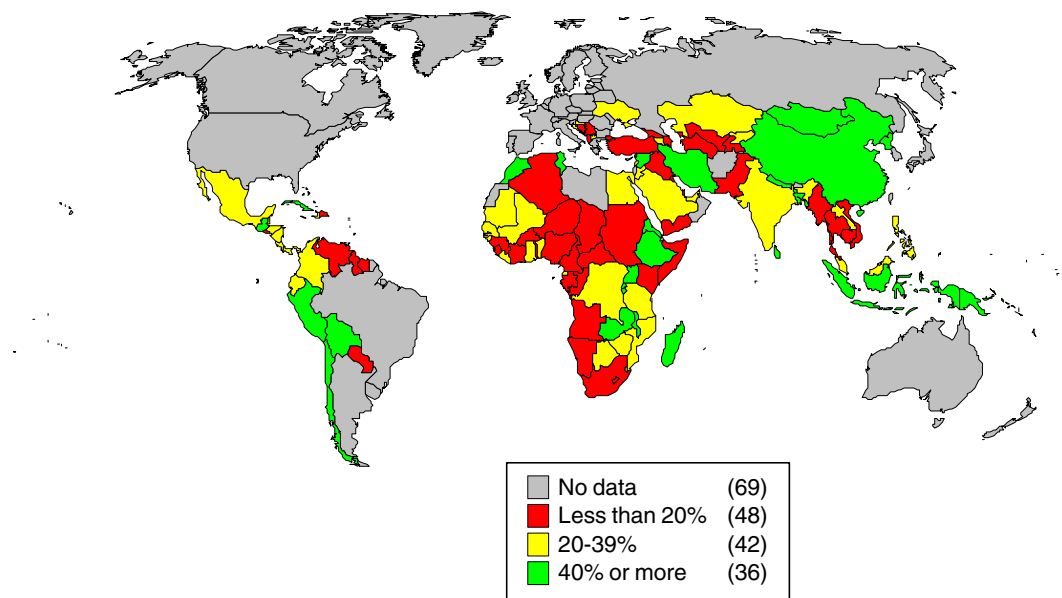 No data (69)
Less than 20% (48)
20-39% (42)
40% or more (36)